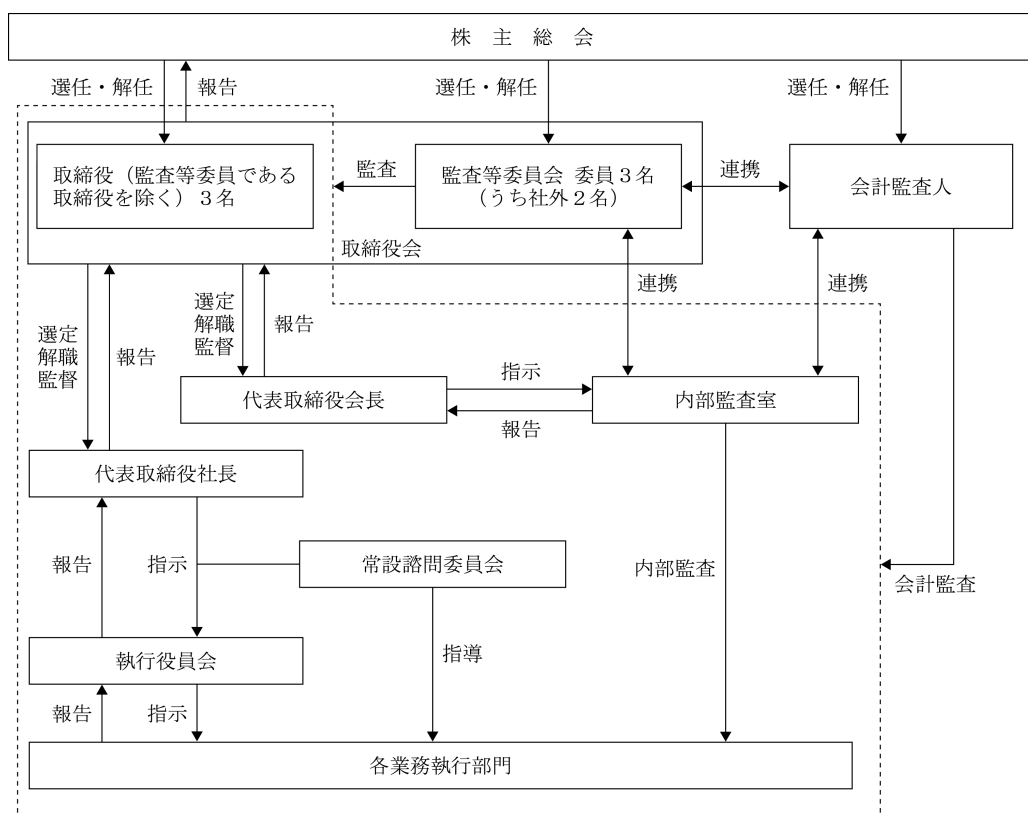 株 主 総 会
選任・解任
報告
選任・解任
選任・解任
取締役（監査等委員である
取締役を除く）３名
監査
監査等委員会 委員３名
（うち社外２名）
連携
会計監査人
取締役会
選定
解職
監督
報告
選定
解職
監督
報告
連携
連携
代表取締役会長
指示
報告
内部監査室
代表取締役社長
報告
指示
常設諮問委員会
内部監査
会計監査
執行役員会
指導
報告
指示
各業務執行部門